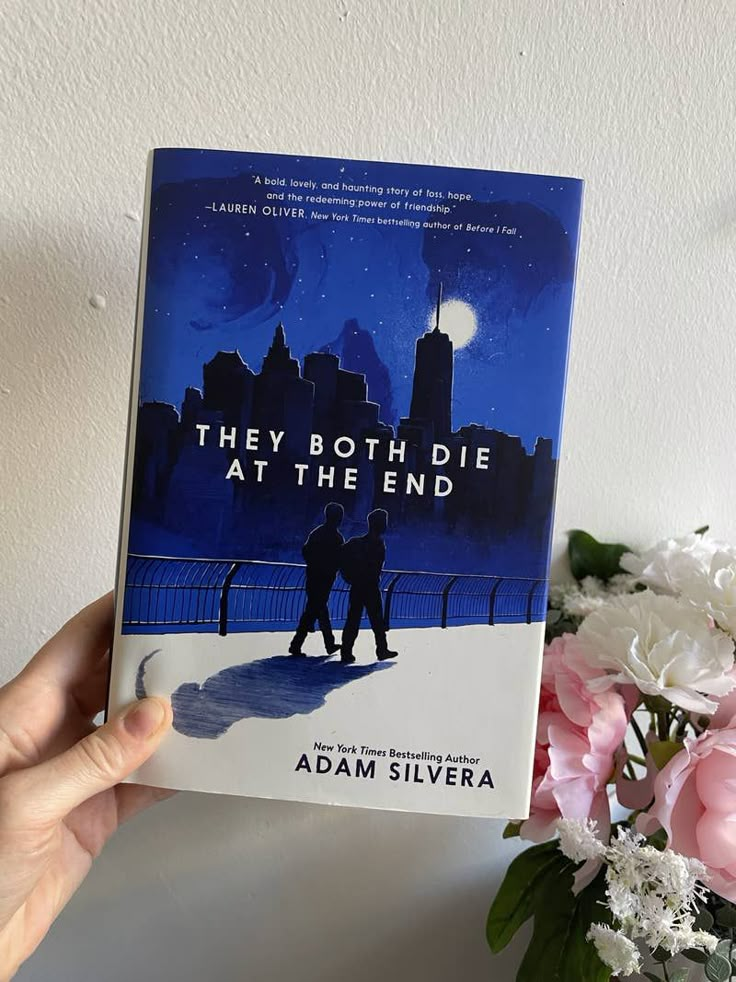 "A bold, lovely, and haunting story of loss, hope,
and the redeeming power of friendship."
—LAUREN OLIVER, New York Times bestselling author of Before I Fall
THEY BOTH DIE
AT THE END
New York Times Bestselling Author
ADAM SILVERA